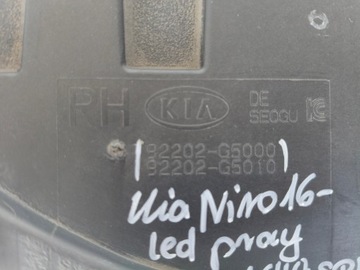 RH KIA DE
SEOGU
92202-G5000
92202-G5010
Kia Niro 16-
led pray